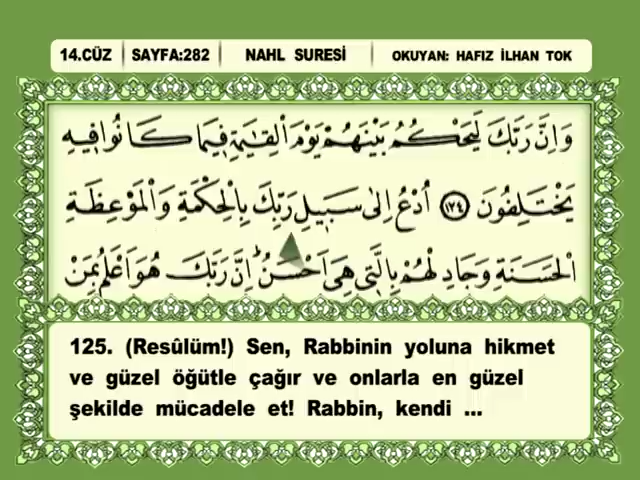 14.CÜZ SAYFA:282 NAHL SURESİ OKUYAN: HAFIZ İLHAN TOK
وَاِنَّ رَبَّكَ لَيَحْكُمُ بَيْنَهُمْ يَوْمَ الْقِيٰمَةِ فٖيمَا كَانُوا فٖيهِ
يَخْتَلِفُونَ ﴿١٢٤﴾ اُدْعُ اِلٰى سَبٖيلِ رَبِّكَ بِالْحِكْمَةِ وَالْمَوْعِظَةِ
الْحَسَنَةِ وَجَادِلْهُمْ بِالَّتٖى هِىَ اَحْسَنُ ؕ اِنَّ رَبَّكَ هُوَ اَعْلَمُ بِمَنْ
125. (Resûlüm!) Sen, Rabbinin yoluna hikmet
ve güzel öğütle çağır ve onlarla en güzel
şekilde mücadele et! Rabbin, kendi ...